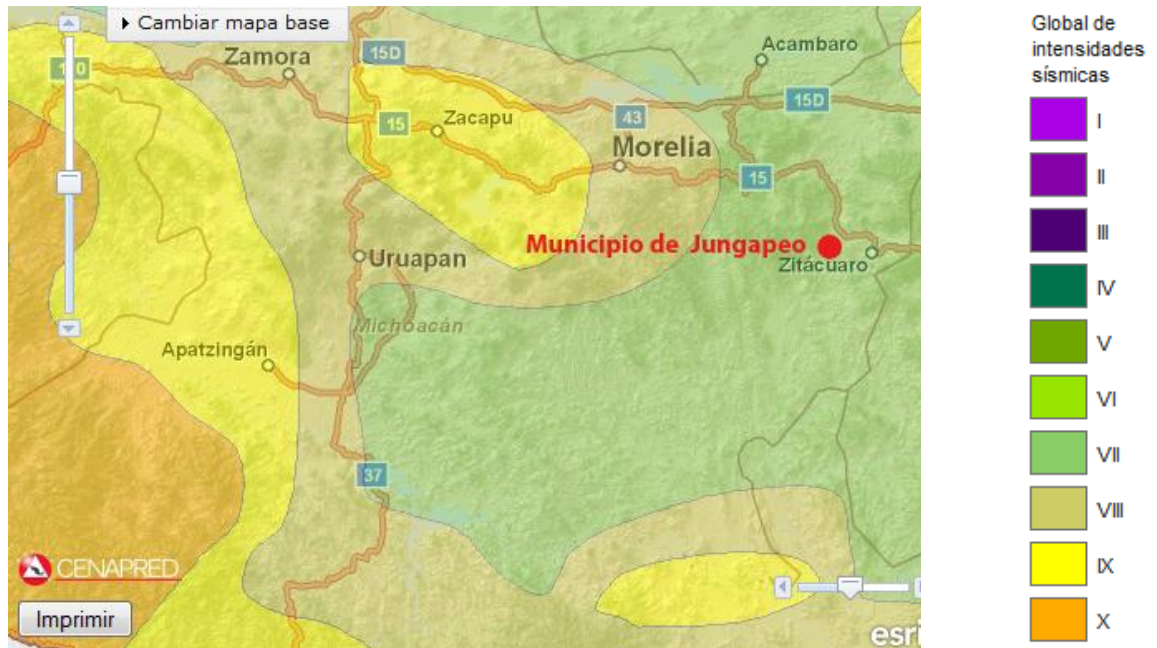 Cambiar mapa base
Zamora
15D
Acambaro
15D
15
Zacapu
43
Morelia
15
Municipio de Jungapeo
Zitácuaro
Uruapan
Michoacán
Apatzingán
37
CENAPRED
Imprimir
esri
Global de
intensidades
sísmicas
I
II
III
IV
V
VI
VII
VIII
IX
X